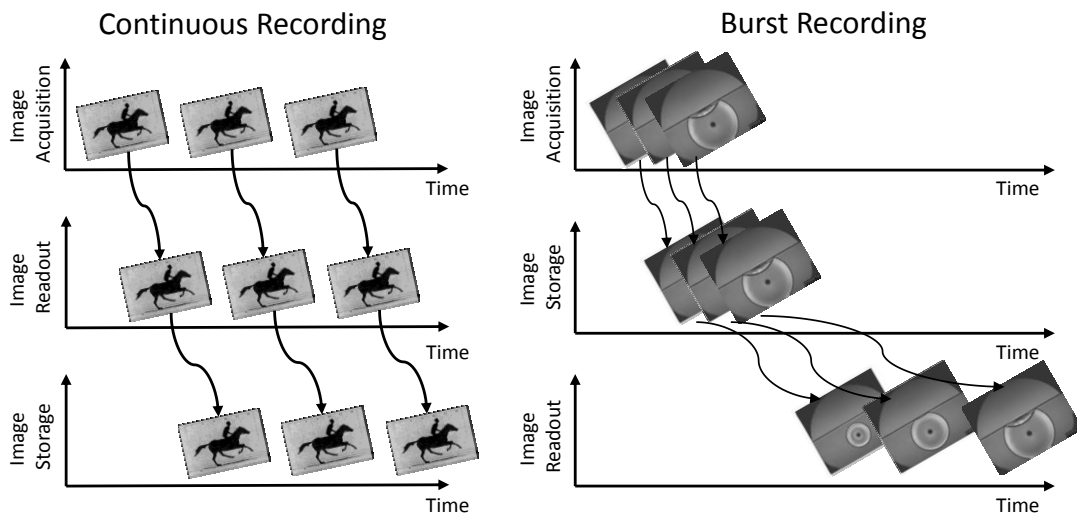 Continuous Recording
Image
Acquisition
Time
Image
Readout
Time
Image
Storage
Time
Burst Recording
Image
Acquisition
Time
Image
Storage
Time
Image
Readout
Time